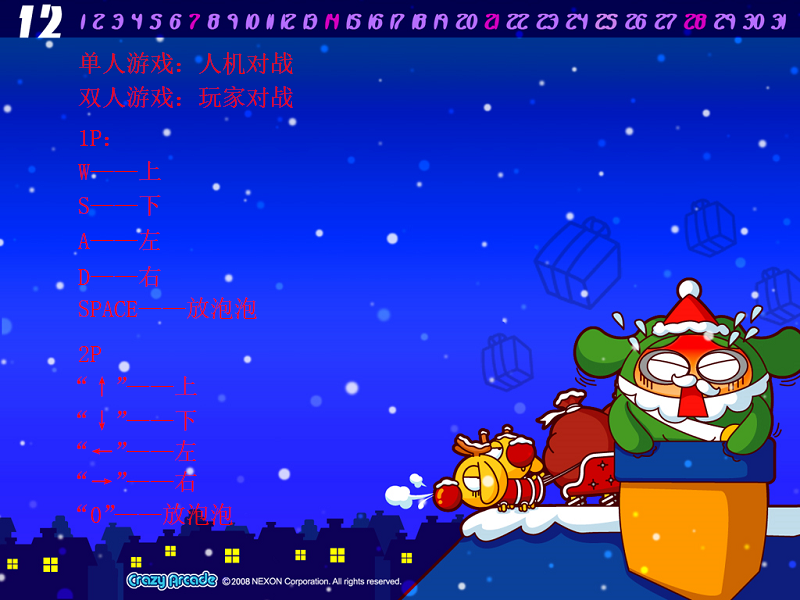 12 1 2 3 4 5 6 7 8 9 10 11 12 13 14 15 16 17 18 19 20 21 22 23 24 25 26 27 28 29 30 31
单人游戏：人机对战
双人游戏：玩家对战
1P：
W——上
S——下
A——左
D——右
SPACE——放泡泡
2P
“↑”——上
“↓”——下
“←”——左
“→”——右
“0”——放泡泡
Crazy Arcade ©2008 NEXON Corporation. All rights reserved.